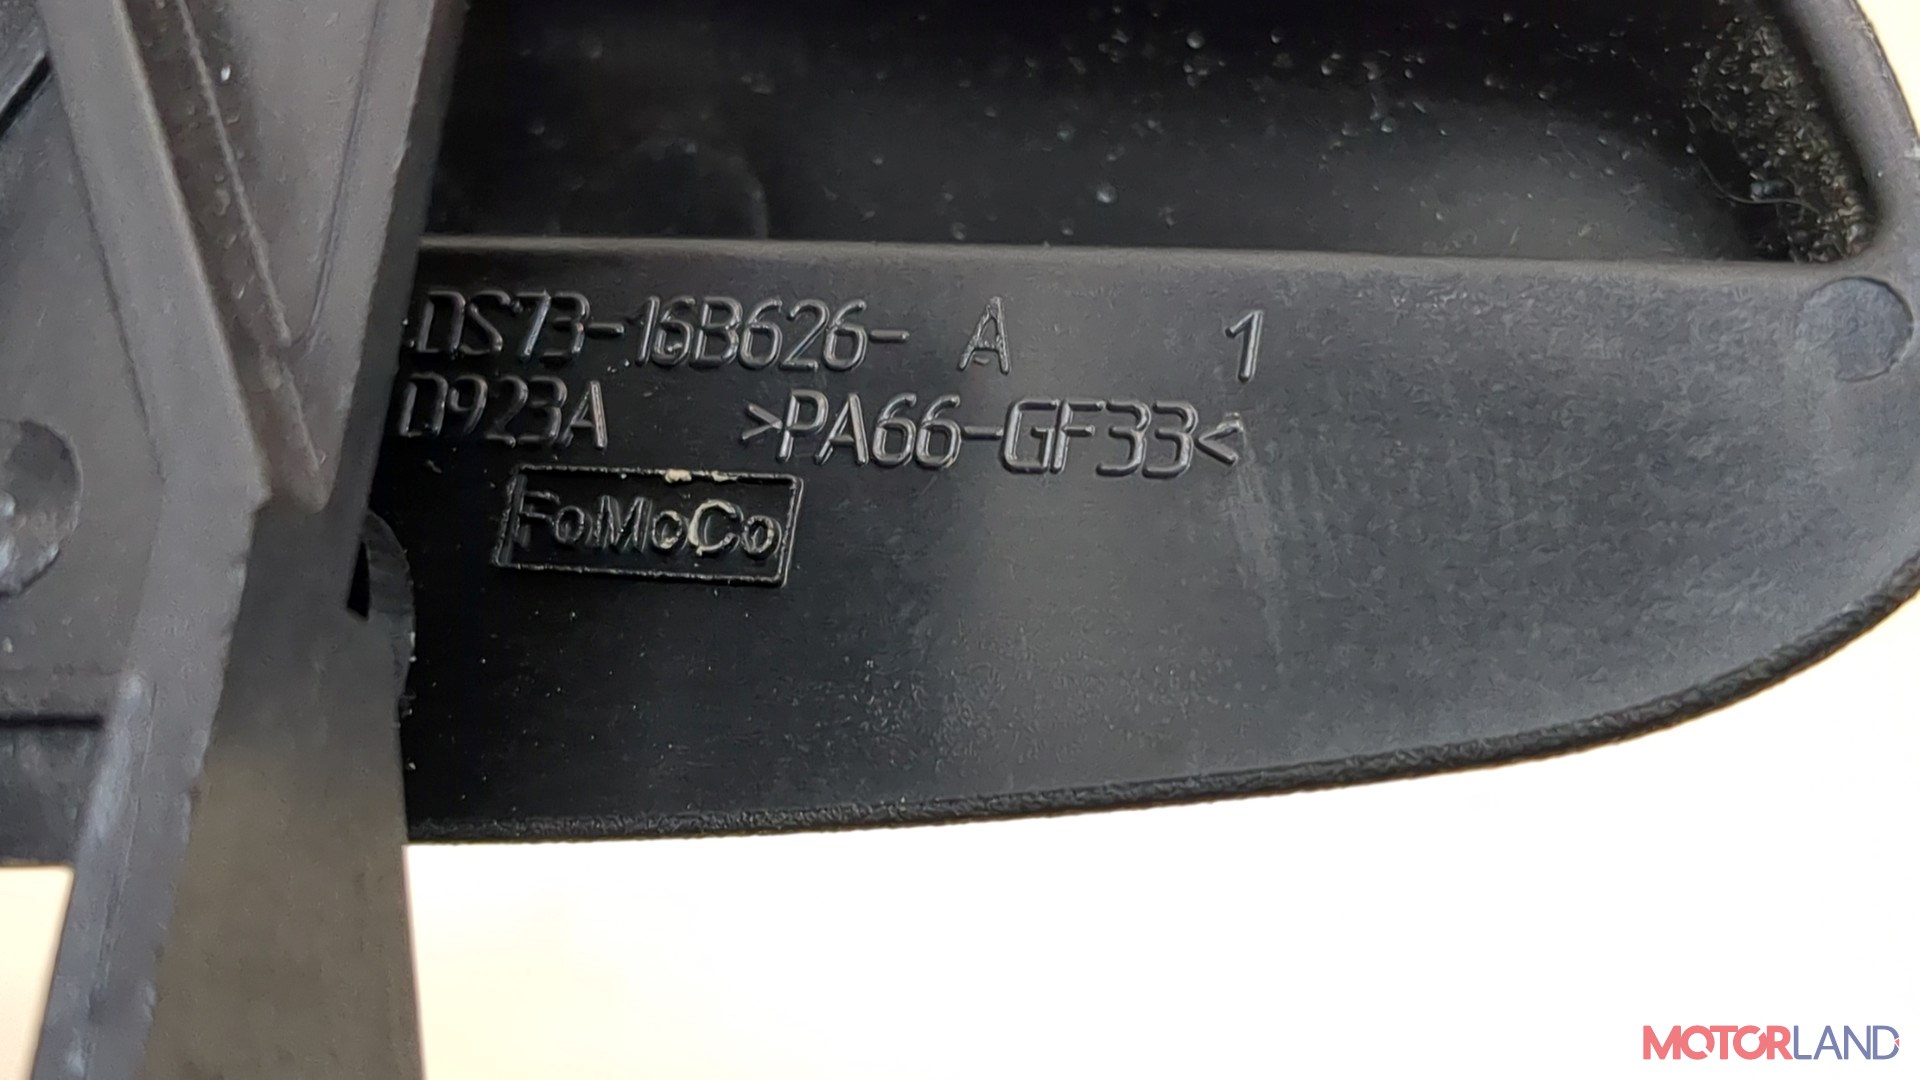 DS73-16B626- A 1
D923A >PA66-GF33<
FoMoCo
MOTORLAND